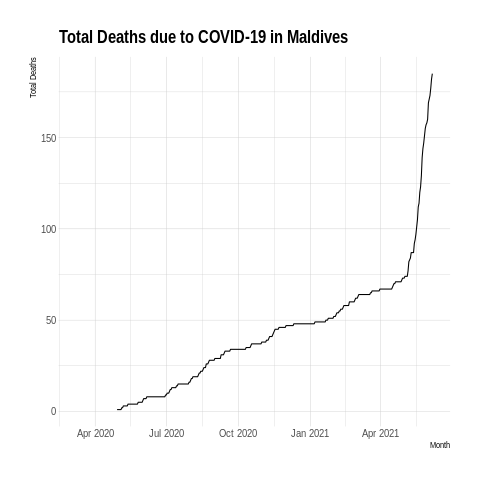 Total Deaths due to COVID-19 in Maldives
Total Deaths
150
100
50
0
Apr 2020 Jul 2020 Oct 2020 Jan 2021 Apr 2021
Month